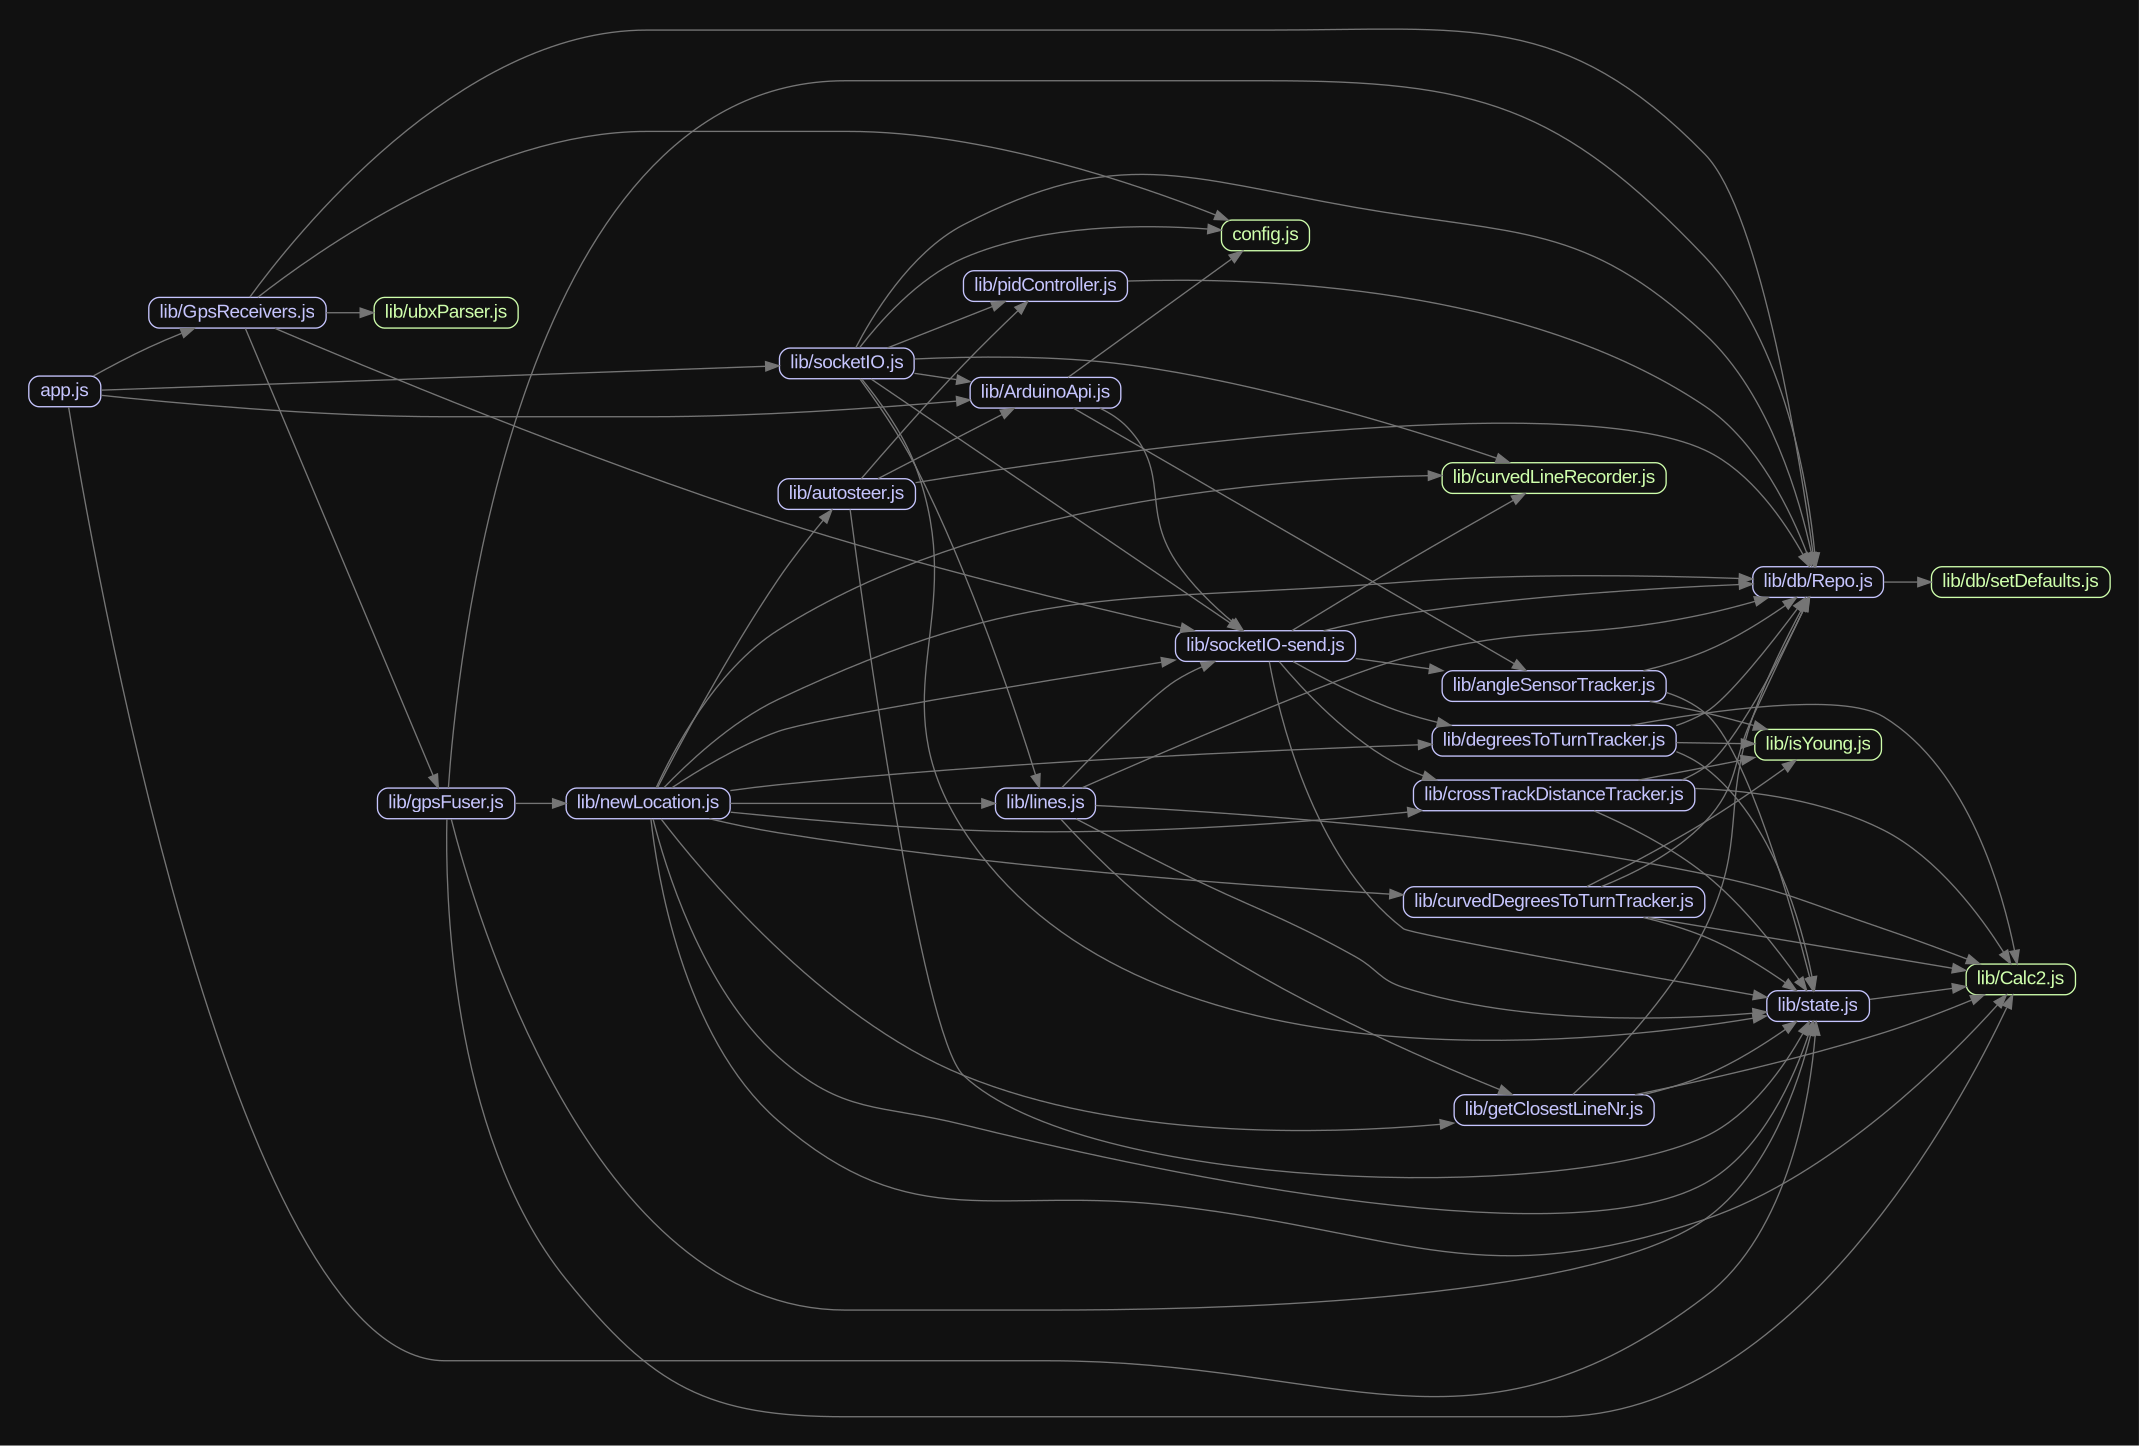 config.js
lib/pidController.js
lib/GpsReceivers.js
lib/ubxParser.js
lib/socketIO.js
app.js
lib/ArduinoApi.js
lib/curvedLineRecorder.js
lib/autosteer.js
lib/db/Repo.js
lib/db/setDefaults.js
lib/socketIO-send.js
lib/angleSensorTracker.js
lib/degreesToTurnTracker.js
lib/isYoung.js
lib/crossTrackDistanceTracker.js
lib/gpsFuser.js
lib/newLocation.js
lib/lines.js
lib/curvedDegreesToTurnTracker.js
lib/Calc2.js
lib/state.js
lib/getClosestLineNr.js